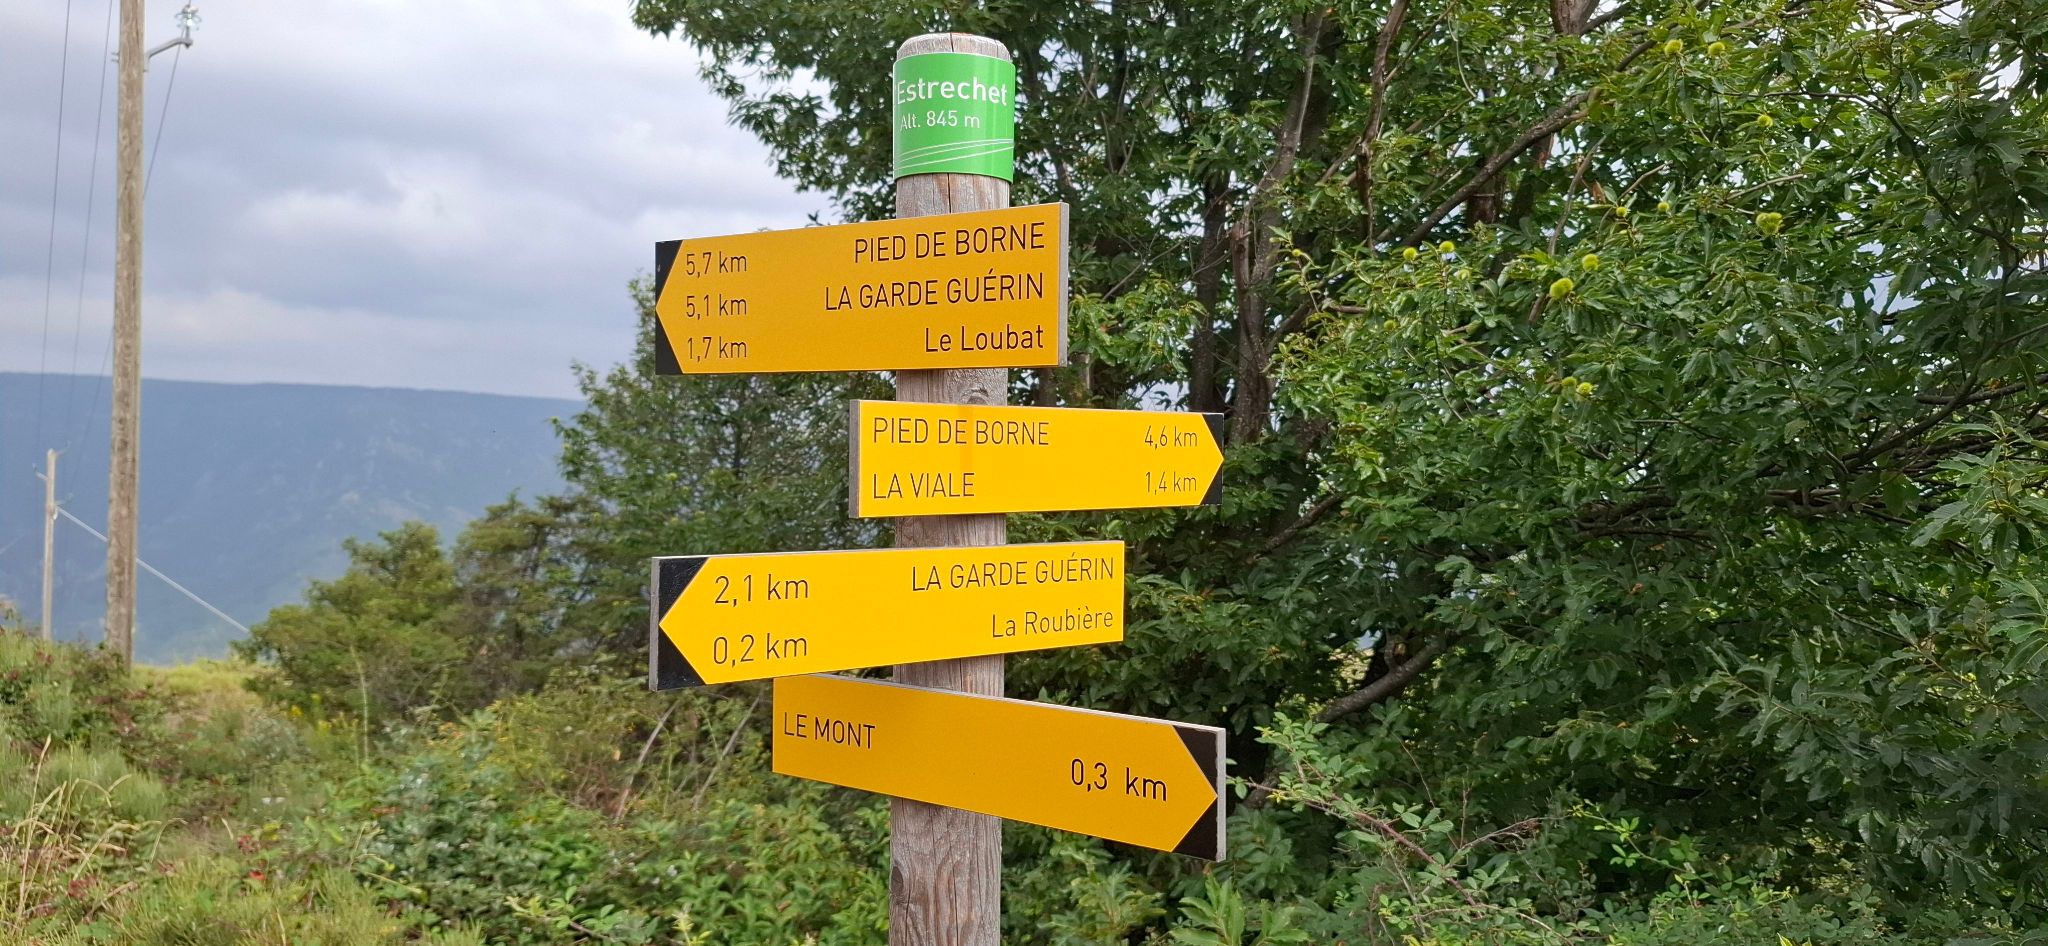 Estrechet
Alt. 845 m
5,7 km PIED DE BORNE
5,1 km LA GARDE GUÉRIN
1,7 km Le Loubat
PIED DE BORNE 4,6 km
LA VIALE 1,4 km
2,1 km LA GARDE GUÉRIN
0,2 km La Roubière
LE MONT 0,3 km